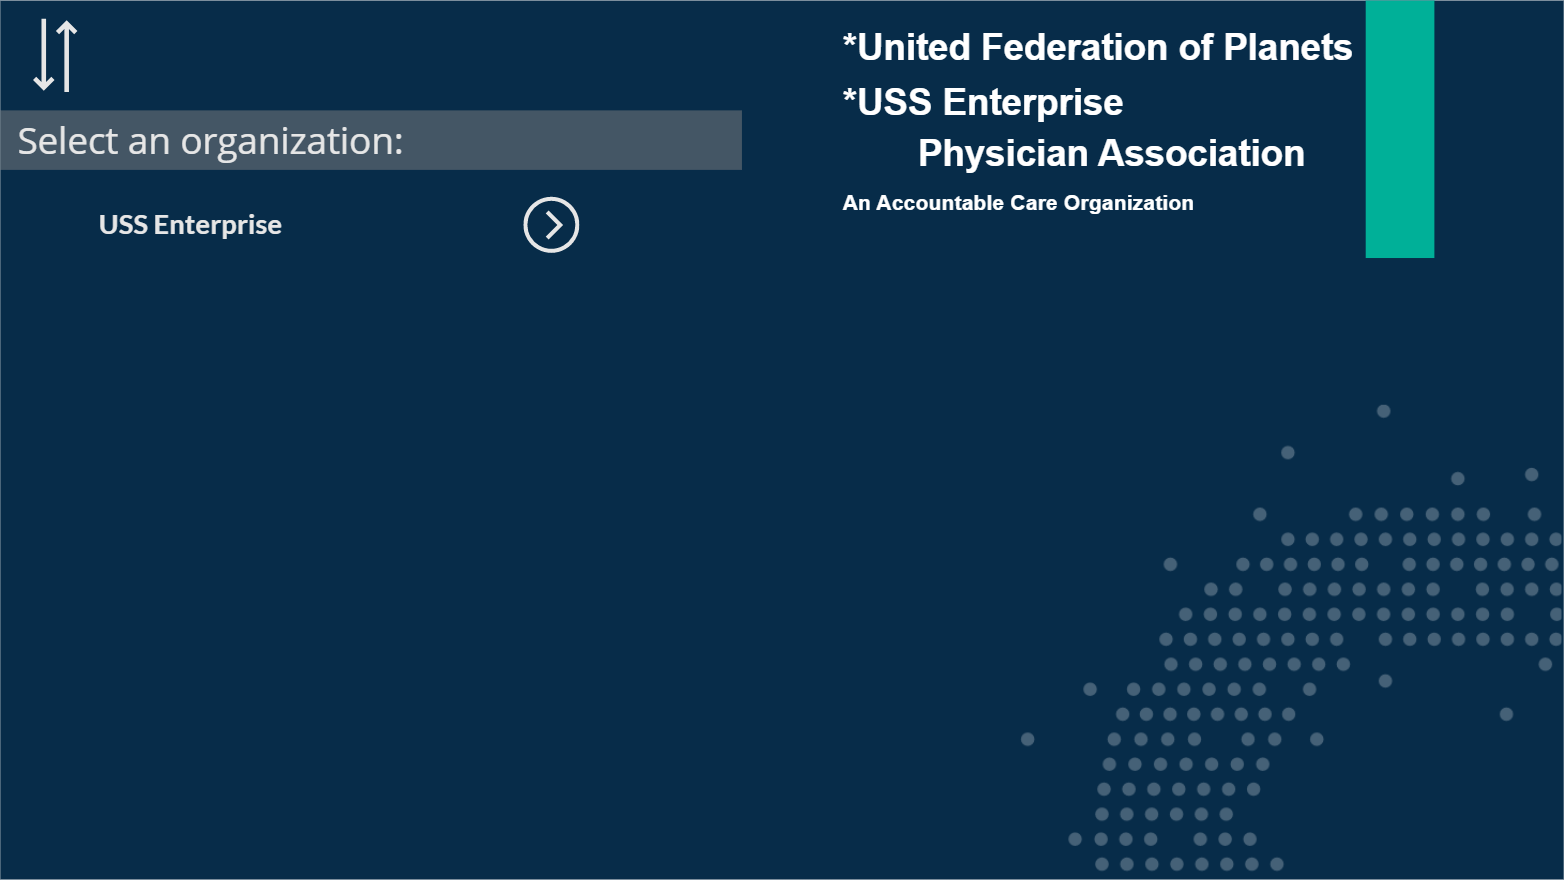 Select an organization:
USS Enterprise
*United Federation of Planets
*USS Enterprise
Physician Association
An Accountable Care Organization